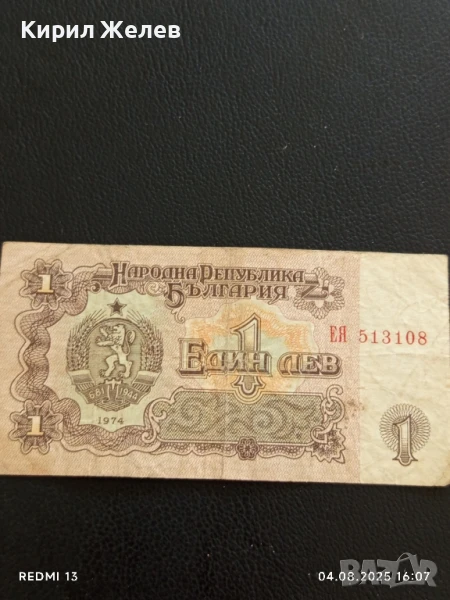 Кирил Желев
1
НАРОДНА РЕПУБЛИКА
БЪЛГАРИЯ
1
ЕЯ 513108
ЕДИН ЛЕВ
1974
1
1
REDMI 13
04.08.2025 16:07
BAZAR